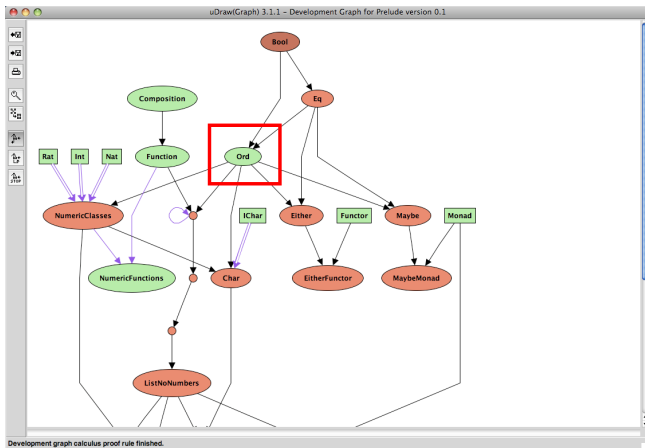 uDraw(Graph) 3.1.1 – Development Graph for Prelude version 0.1
Bool
Composition
Eq
Rat Int Nat Function Ord
NumericClasses IChar Either Functor Maybe Monad
NumericFunctions Char EitherFunctor MaybeMonad
ListNoNumbers
STOP
Development graph calculus proof rule finished.